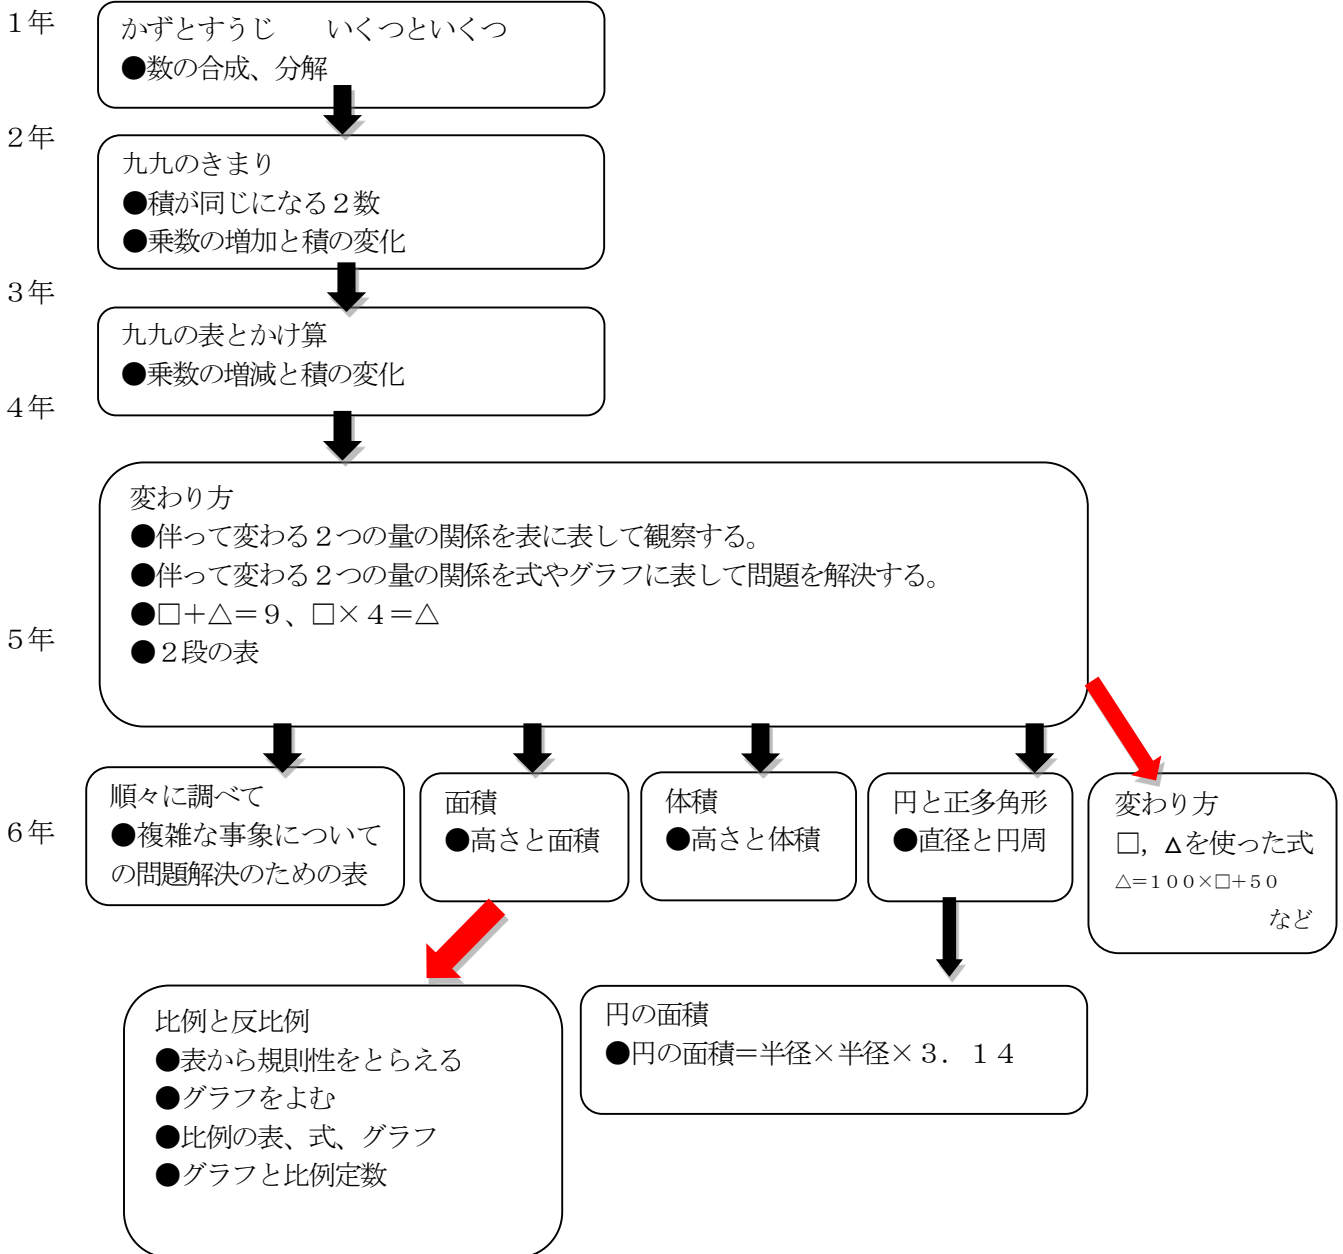 1年
かずとすうじ　　いくつといくつ
●数の合成、分解
2年
九九のきまり
●積が同じになる２数
●乗数の増加と積の変化
3年
九九の表とかけ算
●乗数の増減と積の変化
4年
変わり方
●伴って変わる２つの量の関係を表に表して観察する。
●伴って変わる２つの量の関係を式やグラフに表して問題を解決する。
●□＋△＝９、□×４＝△
●２段の表
5年
順々に調べて
●複雑な事象について
の問題解決のための表
面積
●高さと面積
体積
●高さと体積
円と正多角形
●直径と円周
変わり方
□，△を使った式
△＝１００×□＋５０
など
6年
比例と反比例
●表から規則性をとらえる
●グラフをよむ
●比例の表、式、グラフ
●グラフと比例定数
円の面積
●円の面積＝半径×半径×３．１４